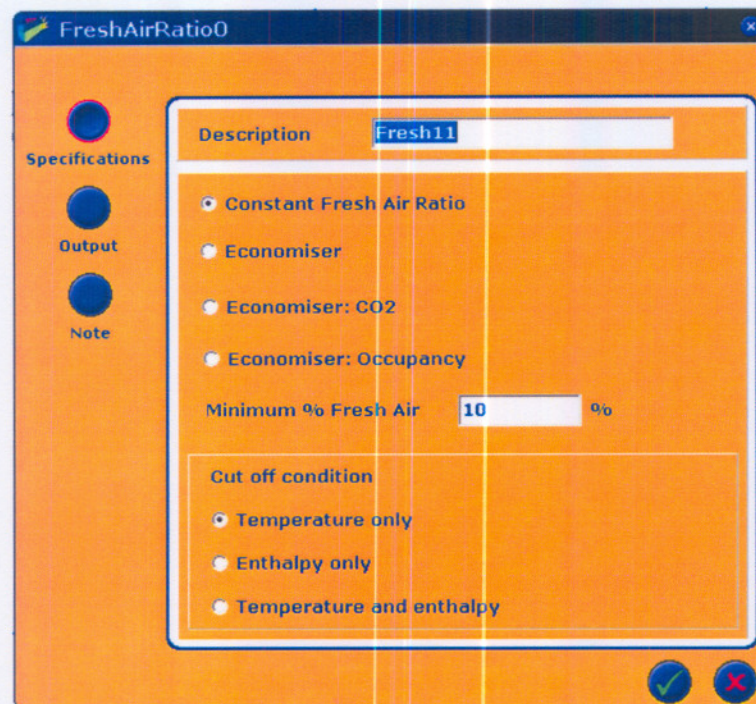 FreshAirRatio0
Specifications
Output
Note
Description Fresh11
Constant Fresh Air Ratio
Economiser
Economiser: CO2
Economiser: Occupancy
Minimum % Fresh Air 10 %
Cut off condition
Temperature only
Enthalpy only
Temperature and enthalpy